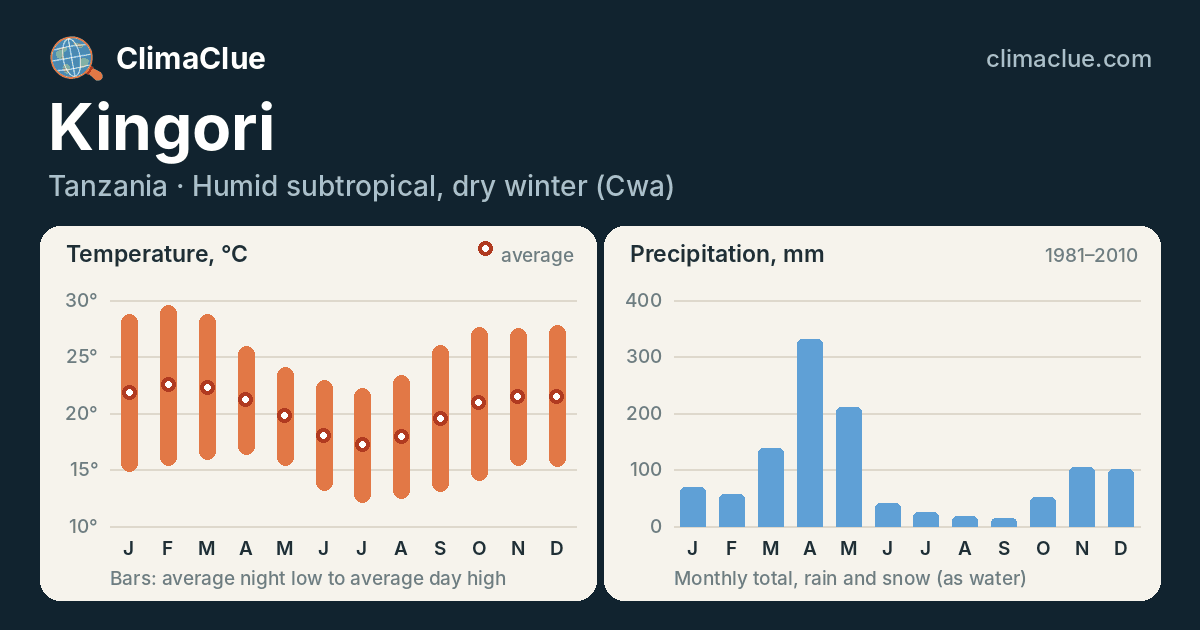 ClimaClue
climaclue.com
Kingori
Tanzania · Humid subtropical, dry winter (Cwa)
Temperature, °C
average
30°
25°
20°
15°
10°
J F M A M J J A S O N D
Bars: average night low to average day high
Precipitation, mm
1981–2010
400
300
200
100
0
J F M A M J J A S O N D
Monthly total, rain and snow (as water)